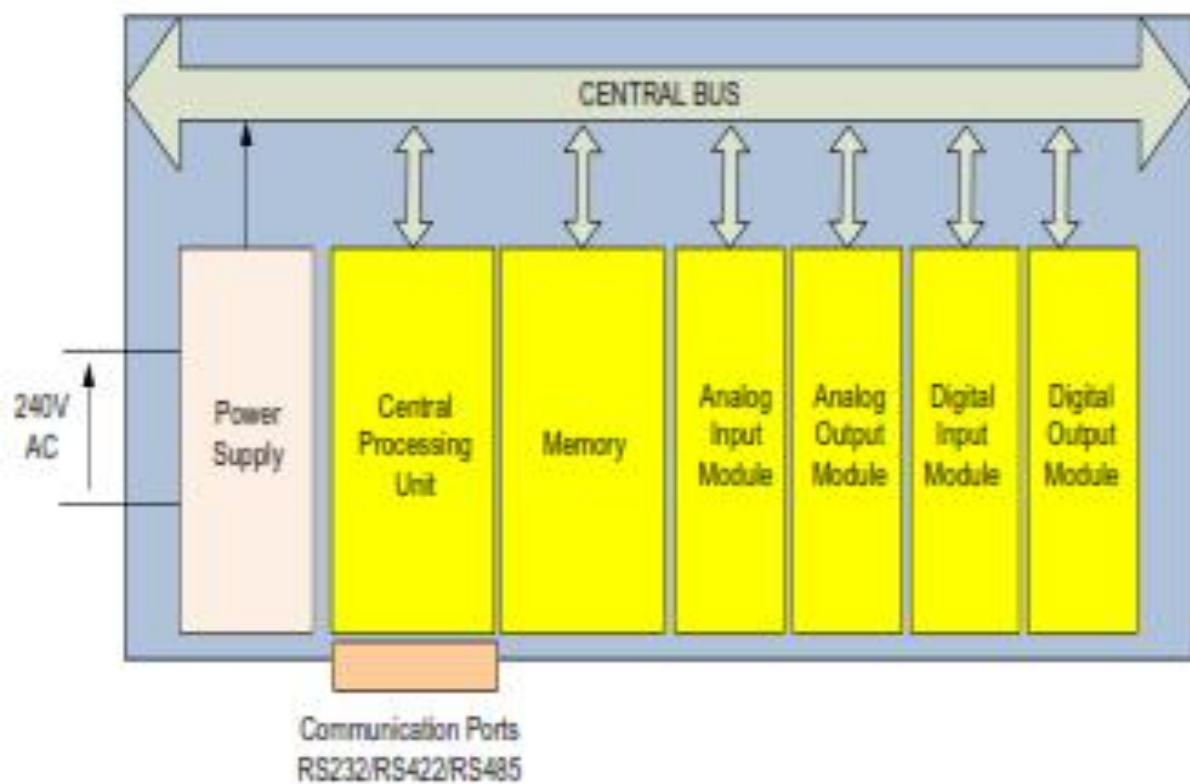 CENTRAL BUS
240V
AC
Power
Supply
Central
Processing
Unit
Memory
Analog
Input
Module
Analog
Output
Module
Digital
Input
Module
Digital
Output
Module
Communication Ports
RS232/RS422/RS485